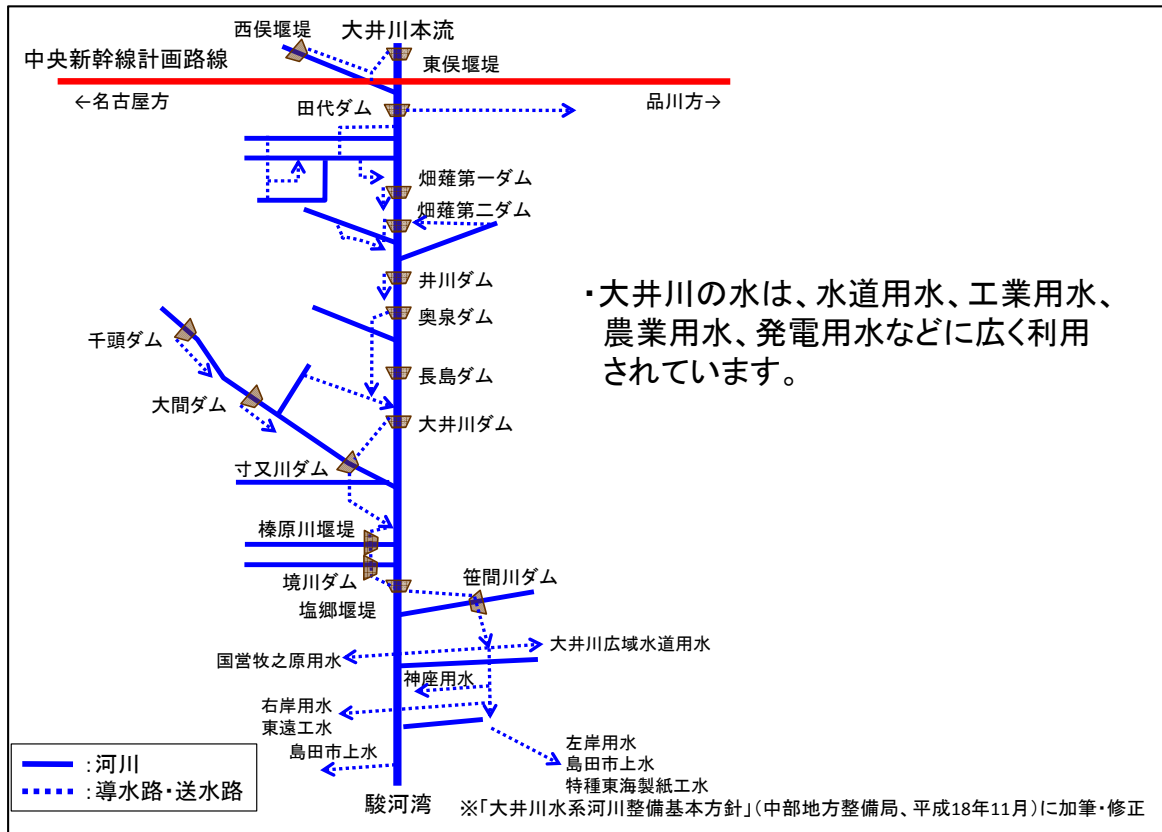 西俣堰堤
大井川本流
東俣堰堤
中央新幹線計画路線
←名古屋方
品川方→
田代ダム
畑薙第一ダム
畑薙第二ダム
井川ダム
・大井川の水は、水道用水、工業用水、
農業用水、発電用水などに広く利用
されています。
奥泉ダム
千頭ダム
長島ダム
大間ダム
大井川ダム
寸又川ダム
榛原川堰堤
境川ダム
笹間川ダム
塩郷堰堤
大井川広域水道用水
国営牧之原用水
神座用水
右岸用水
東遠工水
左岸用水
島田市上水
特種東海製紙工水
島田市上水
:河川
:導水路・送水路
駿河湾
※「大井川水系河川整備基本方針」(中部地方整備局、平成18年11月)に加筆・修正